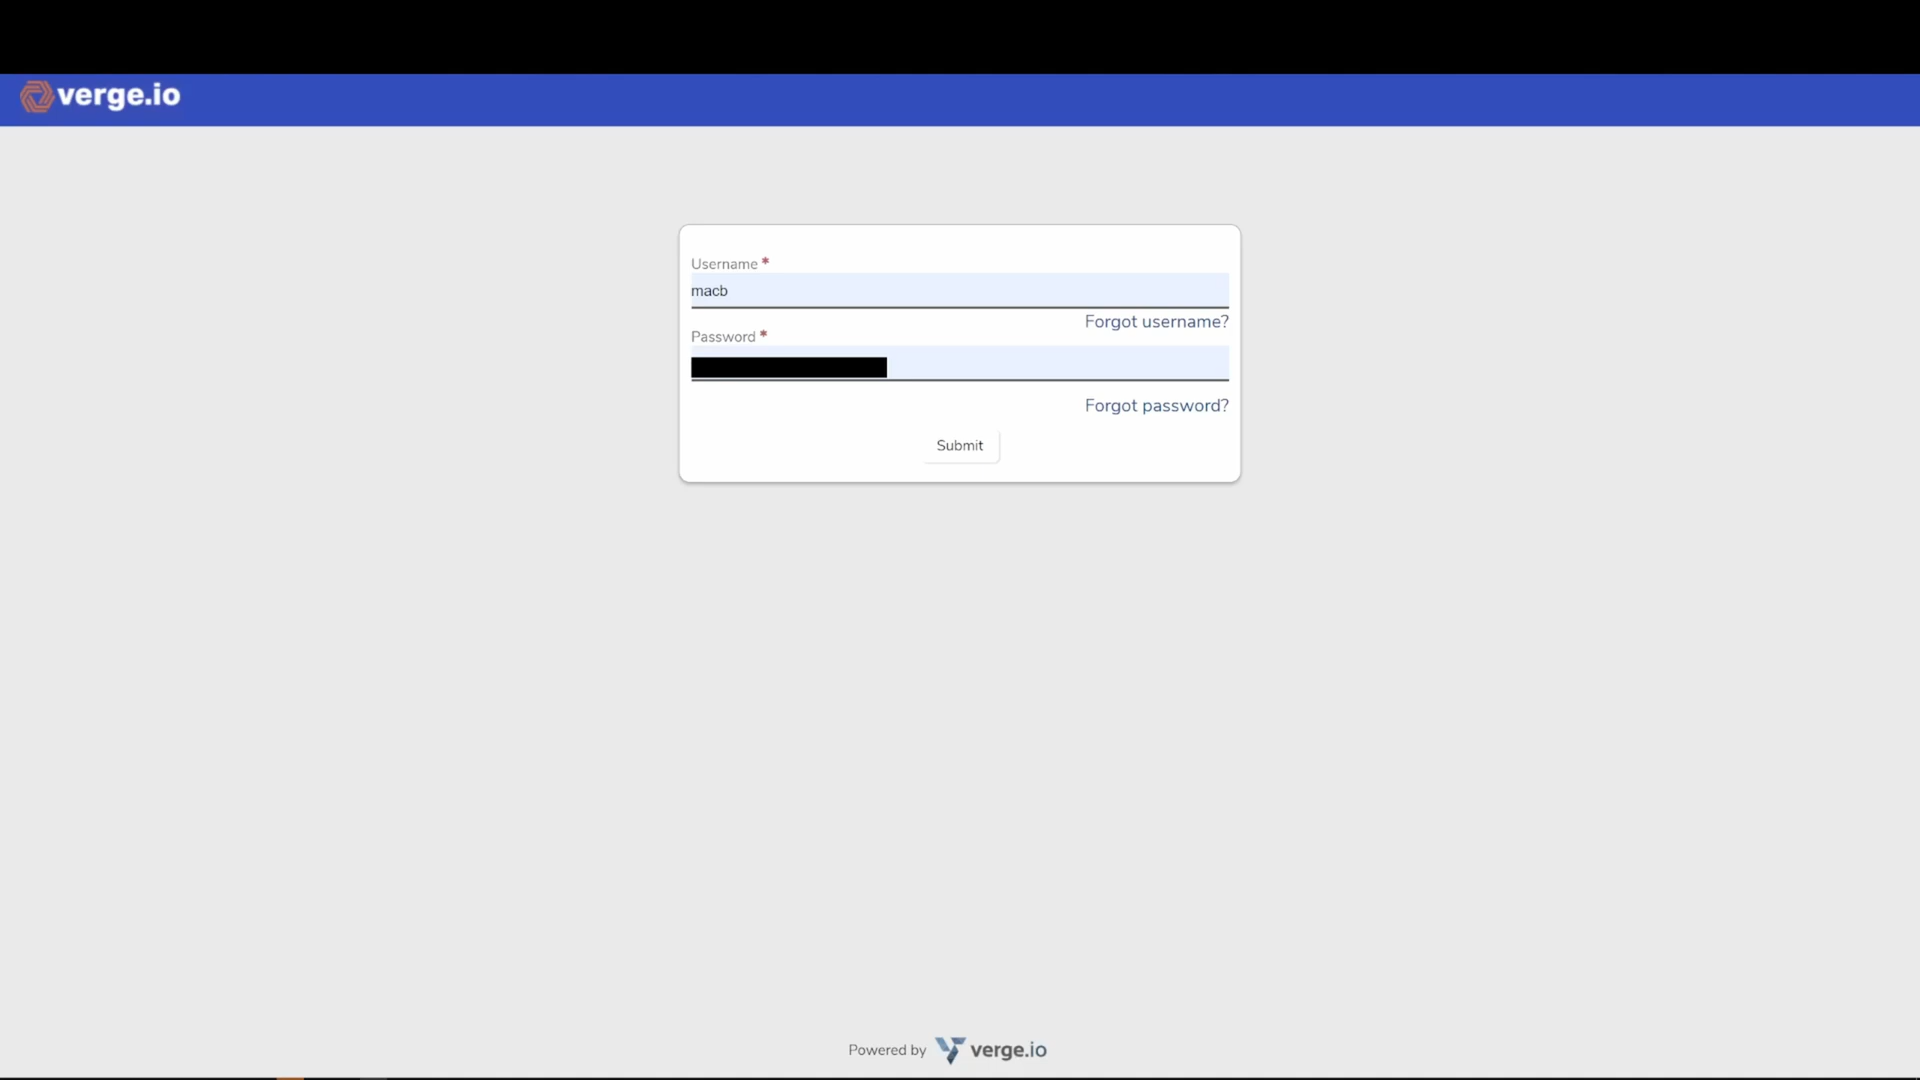 verge.io
Username *
macb
Forgot username?
Password *
Forgot password?
Submit
Powered by verge.io